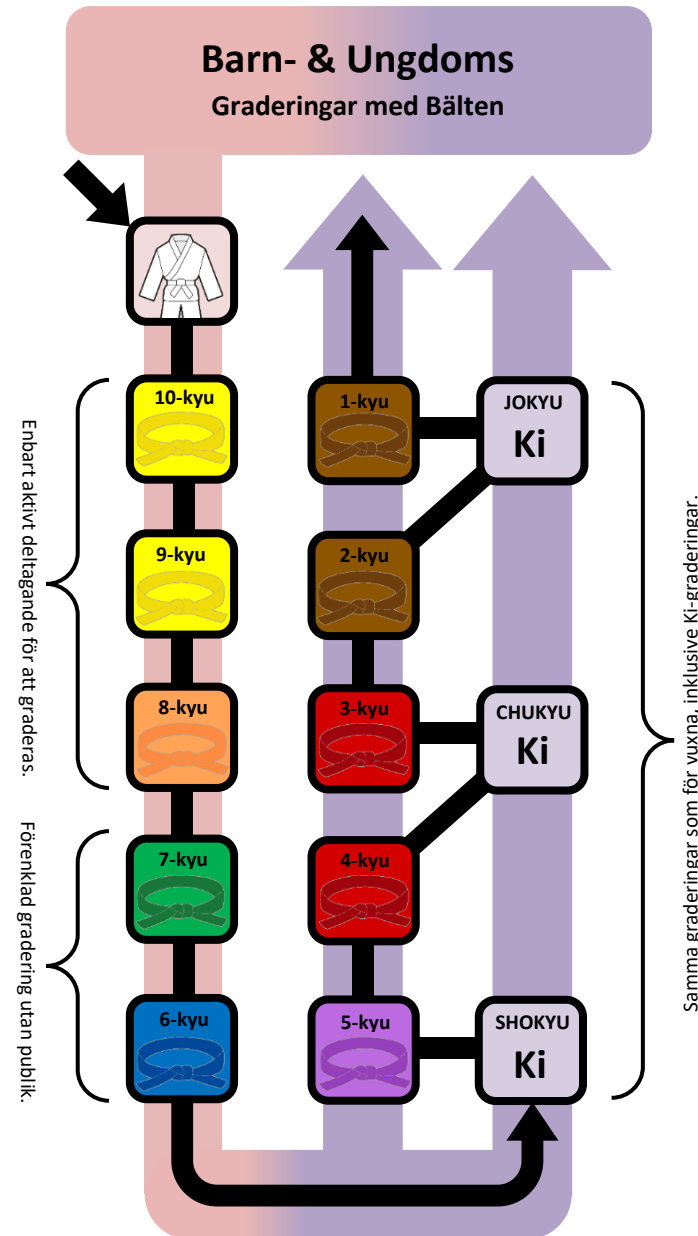 Barn- & Ungdoms
Graderingar med Bälten
10-kyu
9-kyu
8-kyu
7-kyu
6-kyu
Enbart aktivt deltagande för att graderas.
Förenklad gradering utan publik.
1-kyu
2-kyu
3-kyu
4-kyu
5-kyu
JOKYU
Ki
CHUKYU
Ki
SHOKYU
Ki
Samma graderingar som för vuxna, inklusive Ki-graderingar.